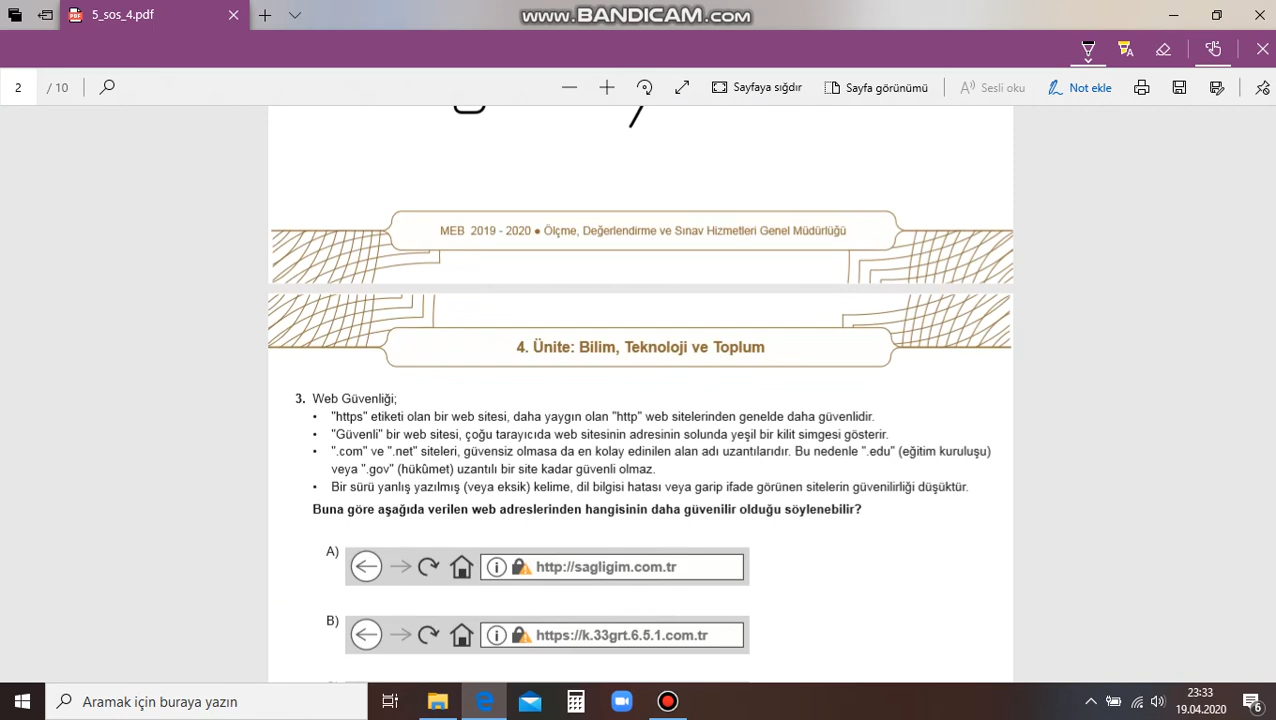 5_sos_4.pdf
www.BANDICAM.com
2 / 10
Sayfaya sığdır
Sayfa görünümü
Sesli oku
Not ekle
MEB 2019 - 2020 ● Ölçme, Değerlendirme ve Sınav Hizmetleri Genel Müdürlüğü
4. Ünite: Bilim, Teknoloji ve Toplum
3. Web Güvenliği;
• "https" etiketi olan bir web sitesi, daha yaygın olan "http" web sitelerinden genelde daha güvenlidir.
• "Güvenli" bir web sitesi, çoğu tarayıcıda web sitesinin adresinin solunda yeşil bir kilit simgesi gösterir.
• ".com" ve ".net" siteleri, güvensiz olmasa da en kolay edinilen alan adı uzantılarıdır. Bu nedenle ".edu" (eğitim kuruluşu)
veya ".gov" (hükûmet) uzantılı bir site kadar güvenli olmaz.
• Bir sürü yanlış yazılmış (veya eksik) kelime, dil bilgisi hatası veya garip ifade görünen sitelerin güvenilirliği düşüktür.
Buna göre aşağıda verilen web adreslerinden hangisinin daha güvenilir olduğu söylenebilir?
A)
http://sagligim.com.tr
B)
https://k.33grt.6.5.1.com.tr
Aramak için buraya yazın
23:33
19.04.2020
6